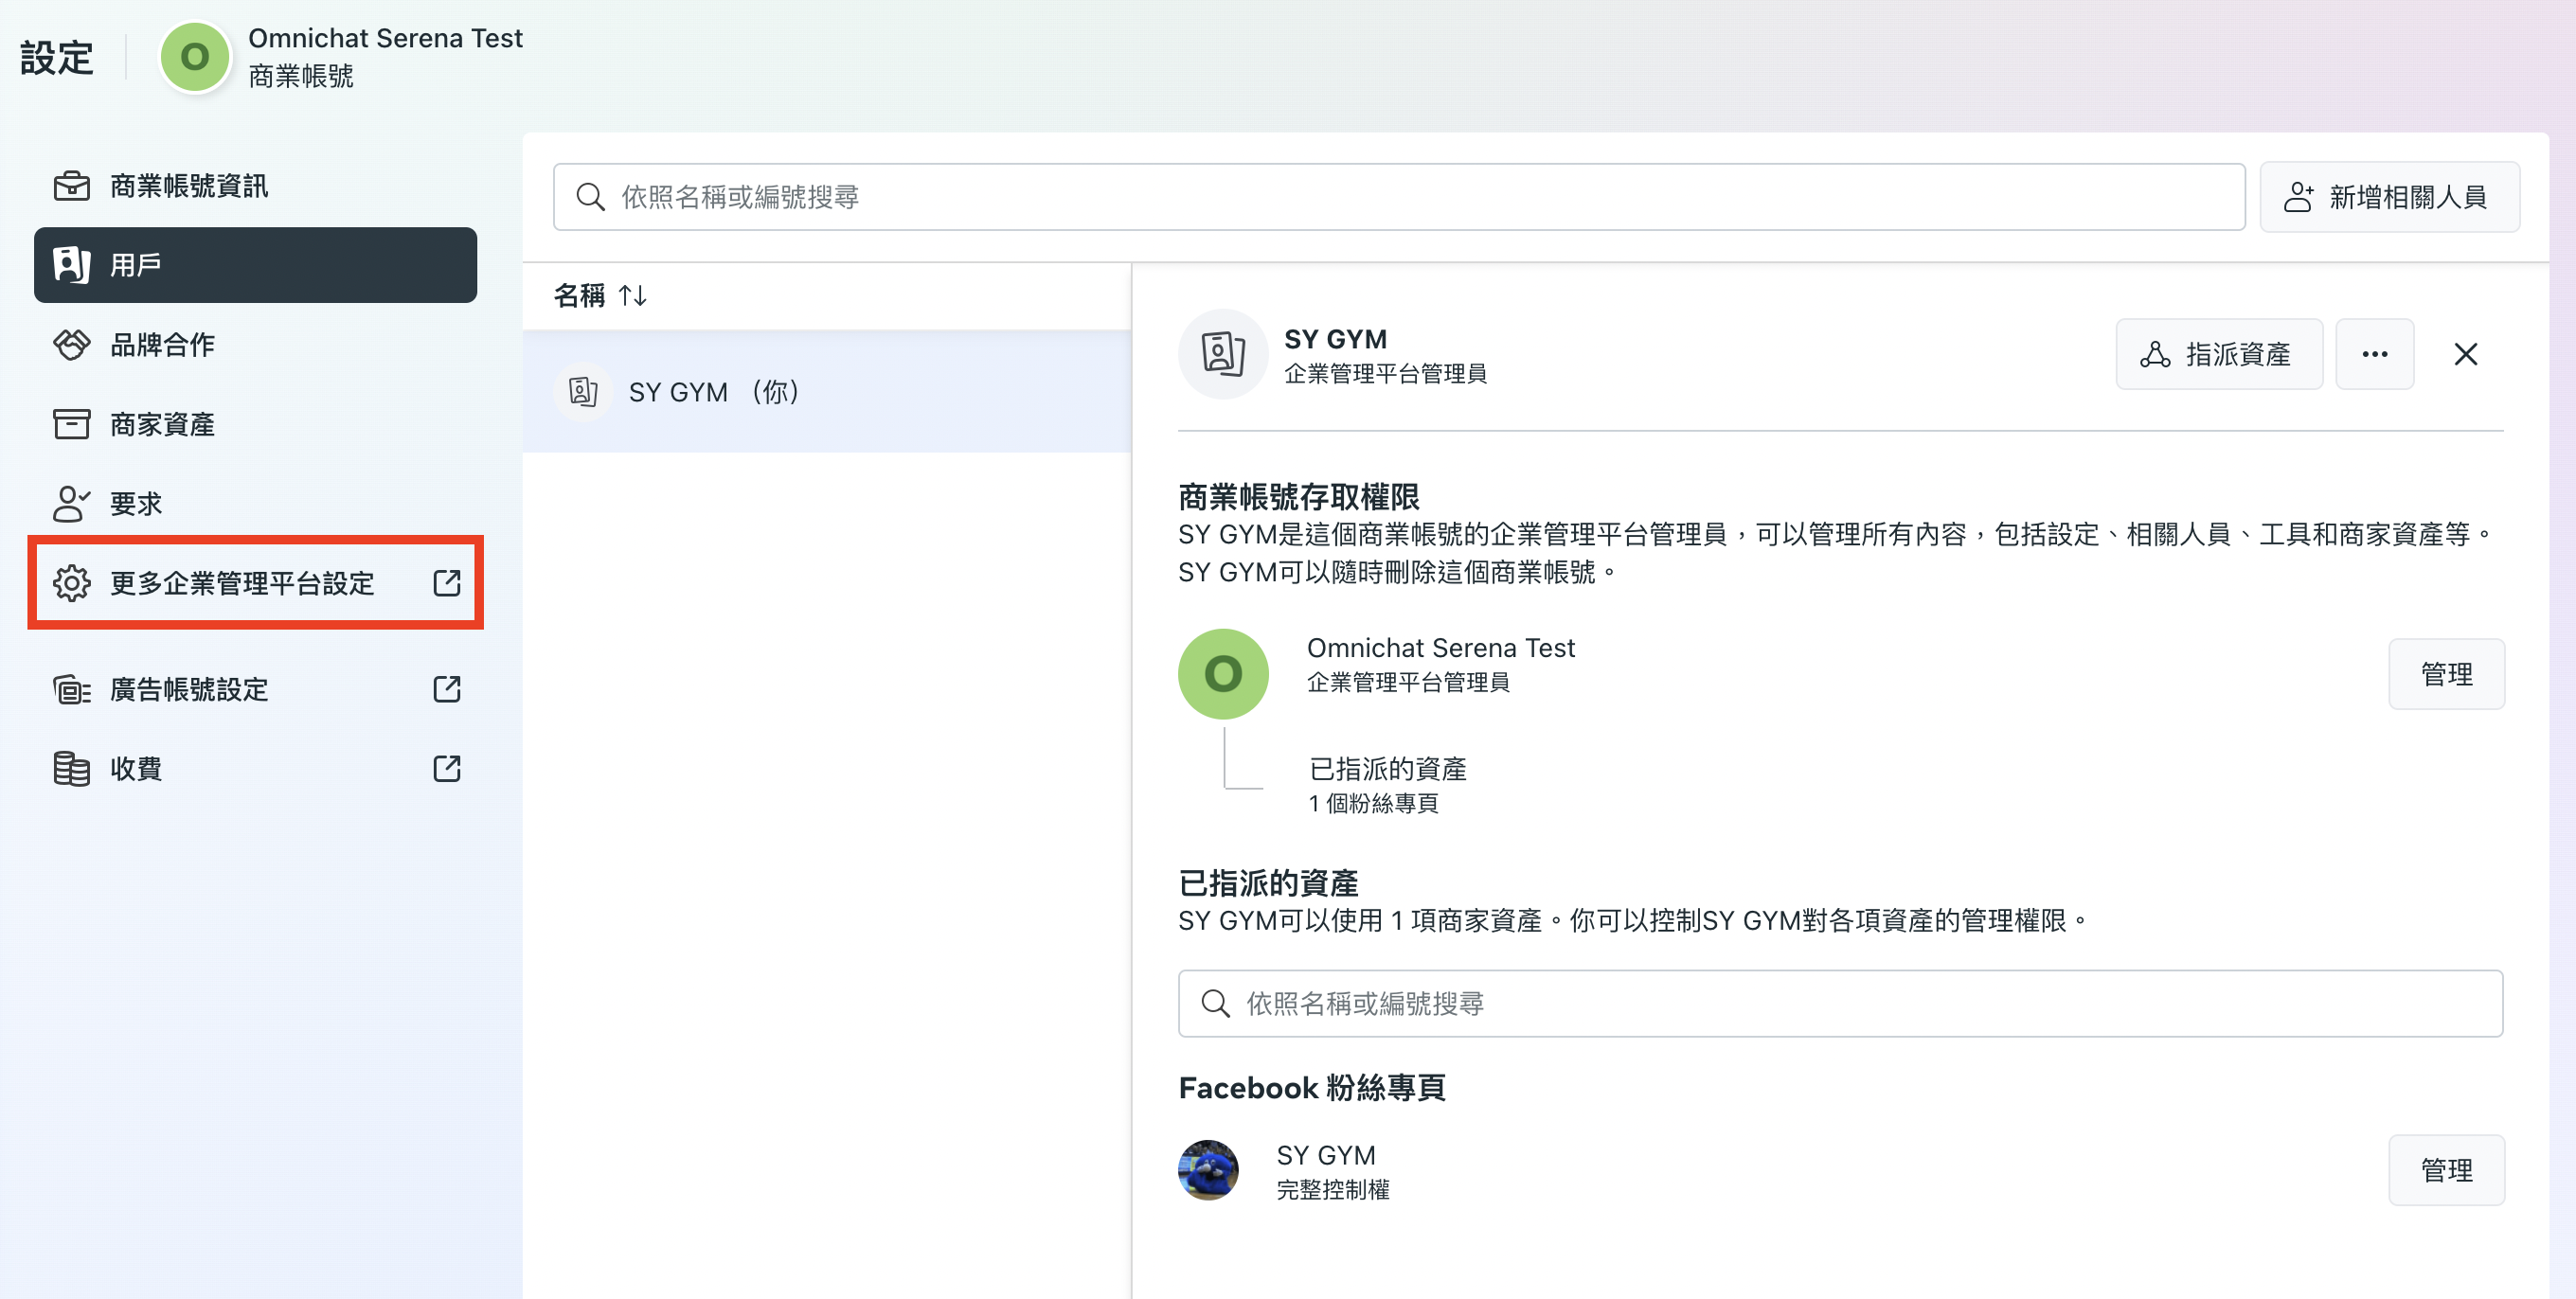 設定
O
Omnichat Serena Test
商業帳號
商業帳號資訊
用戶
品牌合作
商家資產
要求
更多企業管理平台設定
廣告帳號設定
收費
依照名稱或編號搜尋
新增相關人員
名稱
SY GYM （你）
SY GYM
企業管理平台管理員
指派資產
商業帳號存取權限
SY GYM是這個商業帳號的企業管理平台管理員，可以管理所有內容，包括設定、相關人員、工具和商家資產等。
SY GYM可以隨時刪除這個商業帳號。
O
Omnichat Serena Test
企業管理平台管理員
管理
已指派的資產
1 個粉絲專頁
已指派的資產
SY GYM可以使用 1 項商家資產。你可以控制SY GYM對各項資產的管理權限。
依照名稱或編號搜尋
Facebook 粉絲專頁
SY GYM
完整控制權
管理